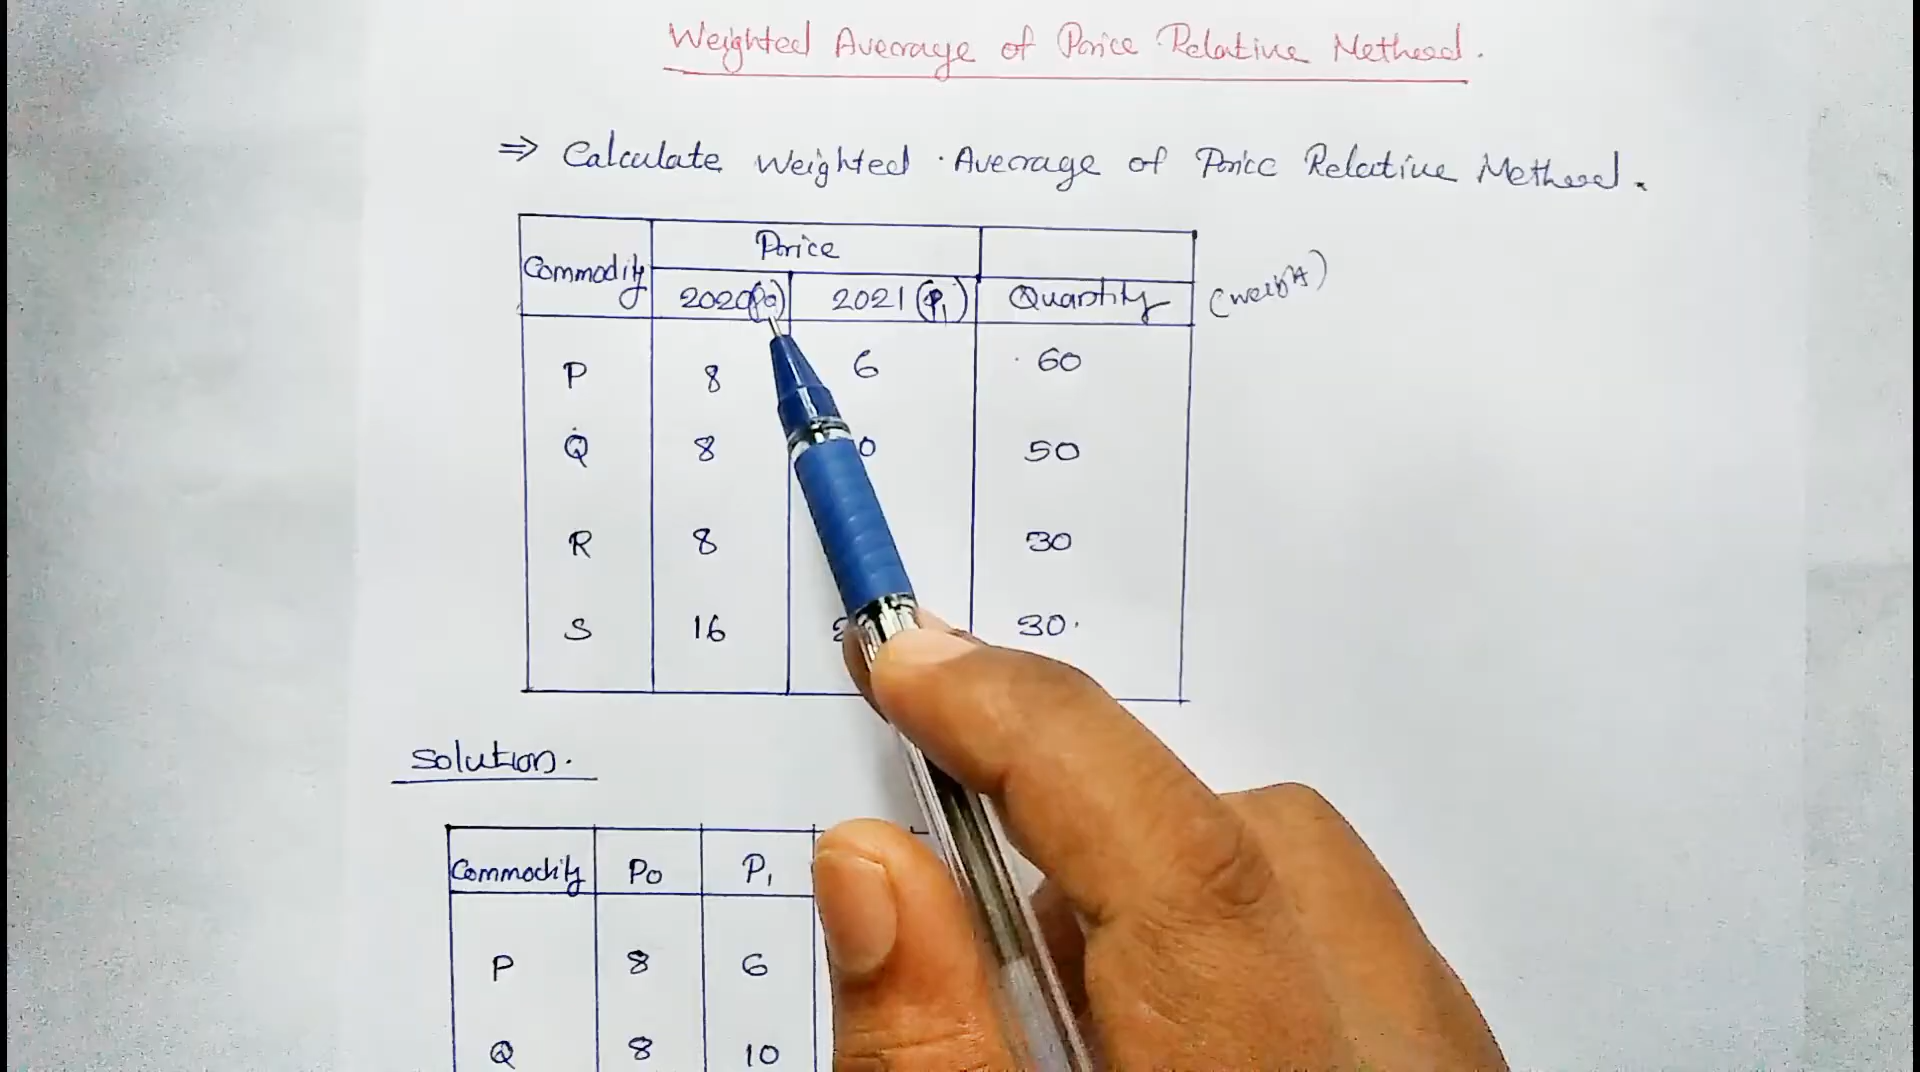 Weighted Average of Price Relative Method.
⇒ Calculate Weighted Average of Price Relative Method.
Commodity Price
2020(P0) 2021(P1) Quantity (weight)
P 8 6 60
Q 8 50
R 8 30
S 16 30
Solution.
Commodity P0 P1
P 8 6
Q 8 10